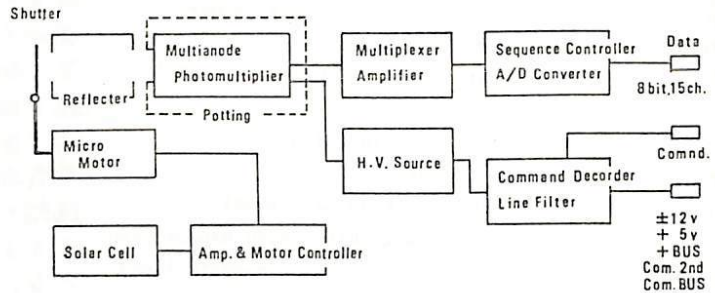 Shutter
Multianode
Photomultiplier
Multiplexer
Amplifier
Sequence Controller
A/D Converter
Data
8bit,15ch.
Reflecter
Potting
Micro
Motor
H.V. Source
Command Decorder
Line Filter
Comnd.
Solar Cell
Amp. & Motor Controller
±12v
+ 5v
+ BUS
Com. 2nd
Com. BUS